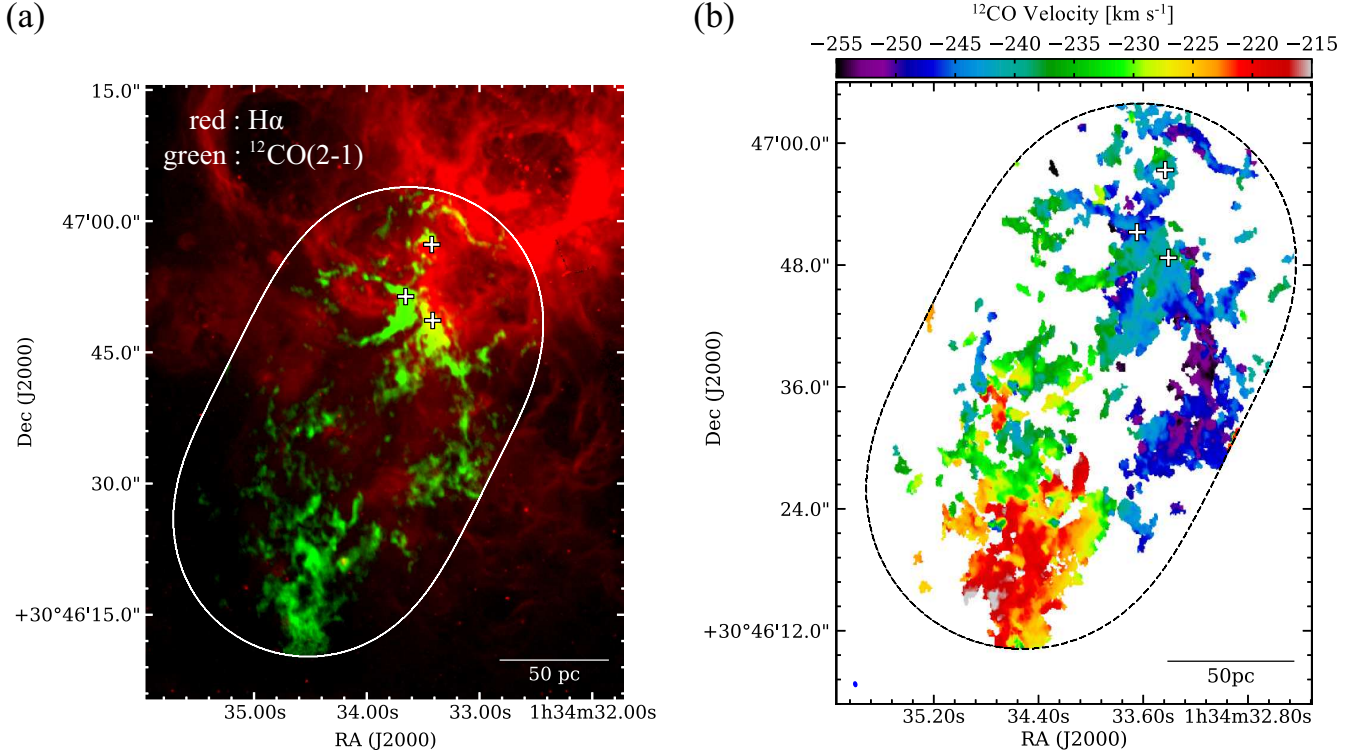 (a)
red : Hα
green : ¹²CO(2-1)
15.0"
47'00.0"
45.0"
30.0"
+30°46'15.0"
Dec (J2000)
50 pc
35.00s 34.00s 33.00s 1h34m32.00s
RA (J2000)
(b)
¹²CO Velocity [km s⁻¹]
−255 −250 −245 −240 −235 −230 −225 −220 −215
47'00.0"
48.0"
36.0"
24.0"
+30°46'12.0"
Dec (J2000)
50pc
35.20s 34.40s 33.60s 1h34m32.80s
RA (J2000)